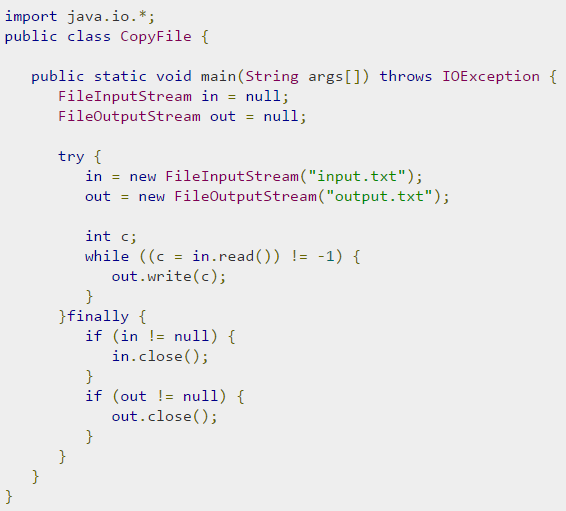 import java.io.*;
public class CopyFile {

   public static void main(String args[]) throws IOException {
      FileInputStream in = null;
      FileOutputStream out = null;

      try {
         in = new FileInputStream("input.txt");
         out = new FileOutputStream("output.txt");

         int c;
         while ((c = in.read()) != -1) {
            out.write(c);
         }
      }finally {
         if (in != null) {
            in.close();
         }
         if (out != null) {
            out.close();
         }
      }
   }
}